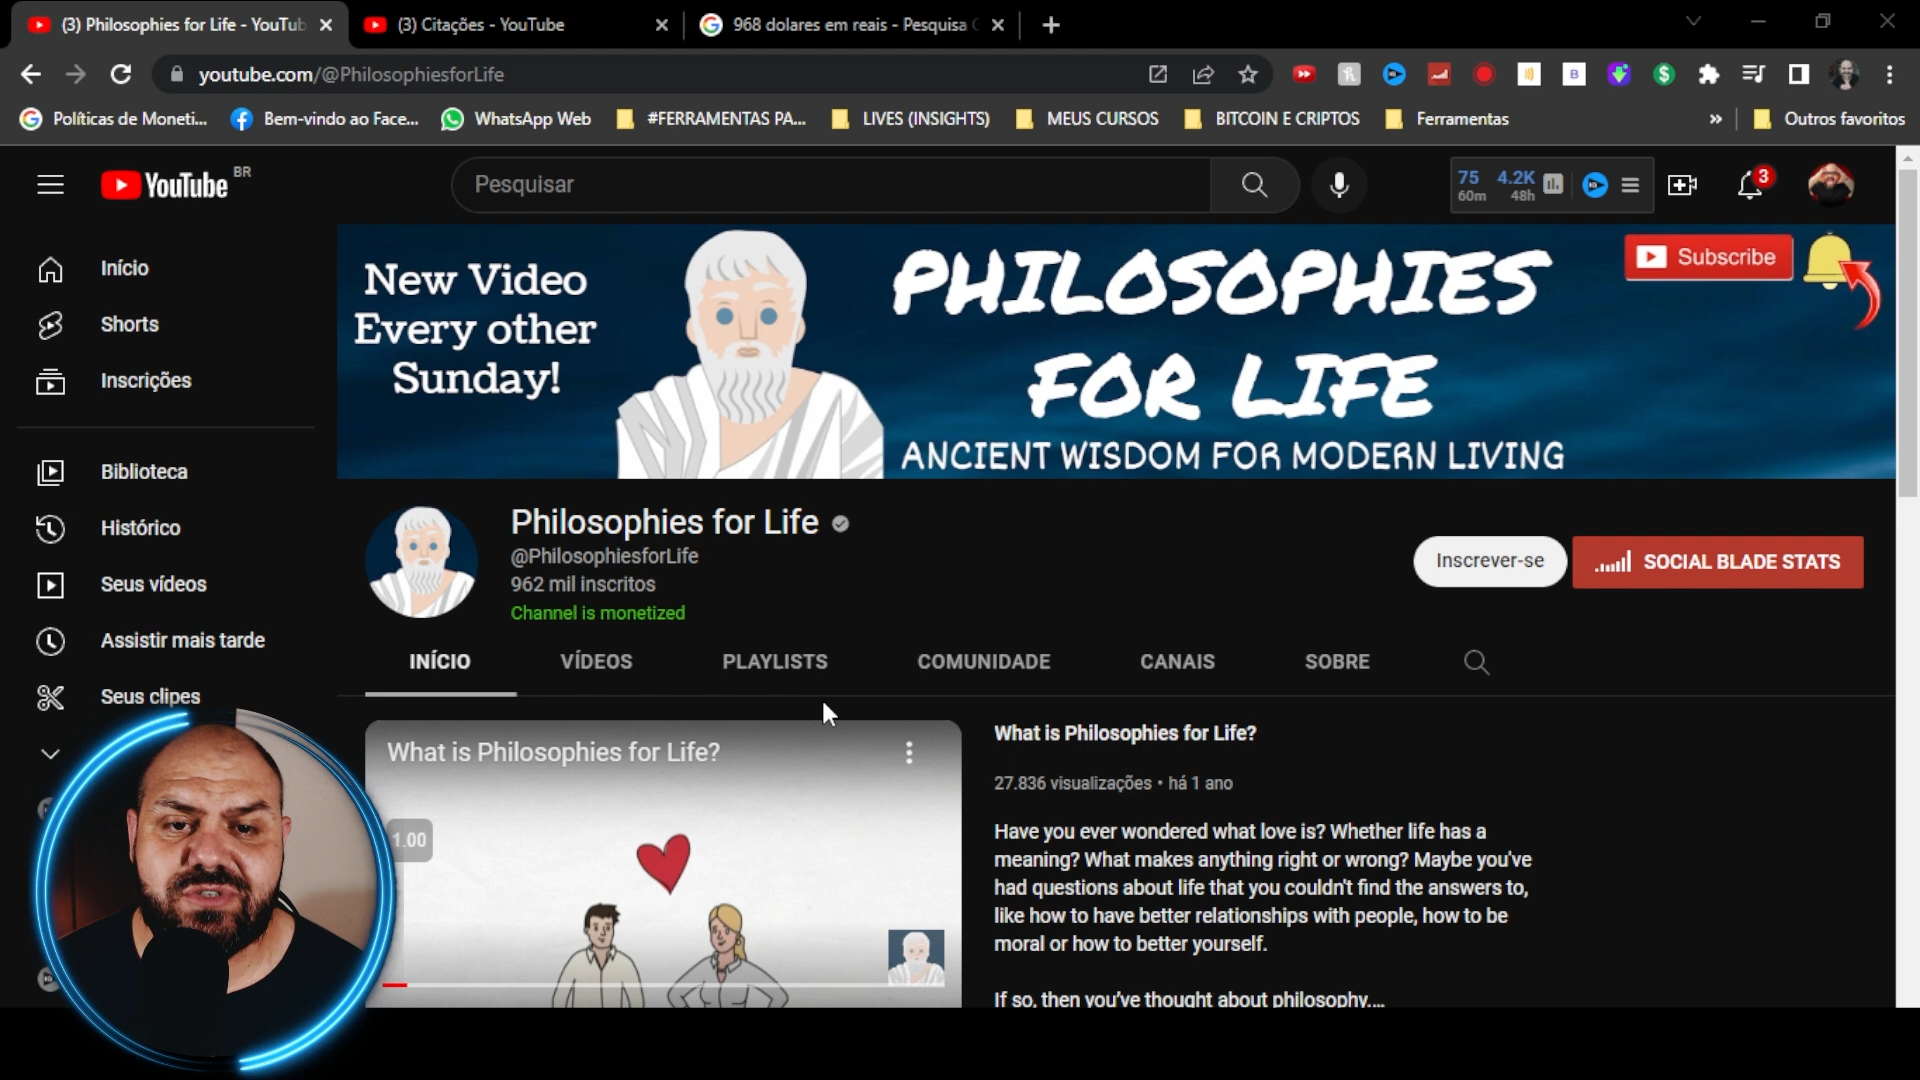 (3) Philosophies for Life - YouTub
(3) Citações - YouTube
968 dolares em reais - Pesquisa
youtube.com/@PhilosophiesforLife
Políticas de Moneti...
Bem-vindo ao Face...
WhatsApp Web
#FERRAMENTAS PA...
LIVES (INSIGHTS)
MEUS CURSOS
BITCOIN E CRIPTOS
Ferramentas
»
Outros favoritos
YouTube BR
Pesquisar
75 4.2K
60m 48h
3
Início
Shorts
Inscrições
Biblioteca
Histórico
Seus vídeos
Assistir mais tarde
Seus clipes
New Video
Every other
Sunday!
PHILOSOPHIES
FOR LIFE
ANCIENT WISDOM FOR MODERN LIVING
Subscribe
Philosophies for Life
@PhilosophiesforLife
962 mil inscritos
Channel is monetized
Inscrever-se
SOCIAL BLADE STATS
INÍCIO
VÍDEOS
PLAYLISTS
COMUNIDADE
CANAIS
SOBRE
What is Philosophies for Life?
1.00
What is Philosophies for Life?
27.836 visualizações • há 1 ano
Have you ever wondered what love is? Whether life has a
meaning? What makes anything right or wrong? Maybe you've
had questions about life that you couldn't find the answers to,
like how to have better relationships with people, how to be
moral or how to better yourself.
If so, then you've thought about philosophy....